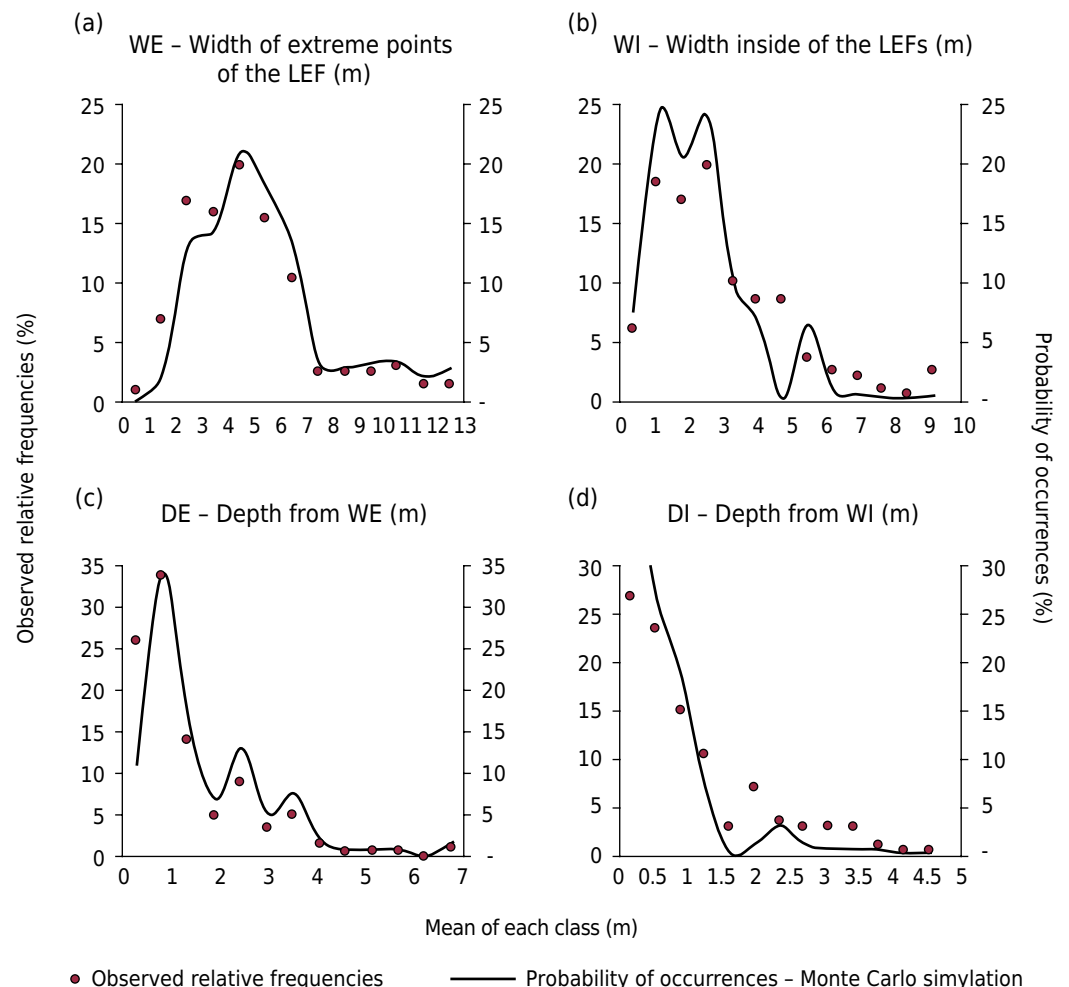 (a)
WE – Width of extreme points
of the LEF (m)
(b)
WI – Width inside of the LEFs (m)
25 25 25 25
20 20 20 20
15 15 15 15
10 10 10 10
5 5 5 5
0 - 0 -
0 1 2 3 4 5 6 7 8 9 10 11 12 13
0 1 2 3 4 5 6 7 8 9 10
Observed relative frequencies (%)
Probability of occurrences (%)
(c)
DE – Depth from WE (m)
(d)
DI – Depth from WI (m)
35 35 30
30 30 30 25
25 25 25 20
20 20 20 15
15 15 15 10
10 10 10 5
5 5 5 -
0 - 0
0 1 2 3 4 5 6 7
0 0.5 1 1.5 2 2.5 3 3.5 4 4.5 5
Mean of each class (m)
Observed relative frequencies
Probability of occurrences – Monte Carlo simylation